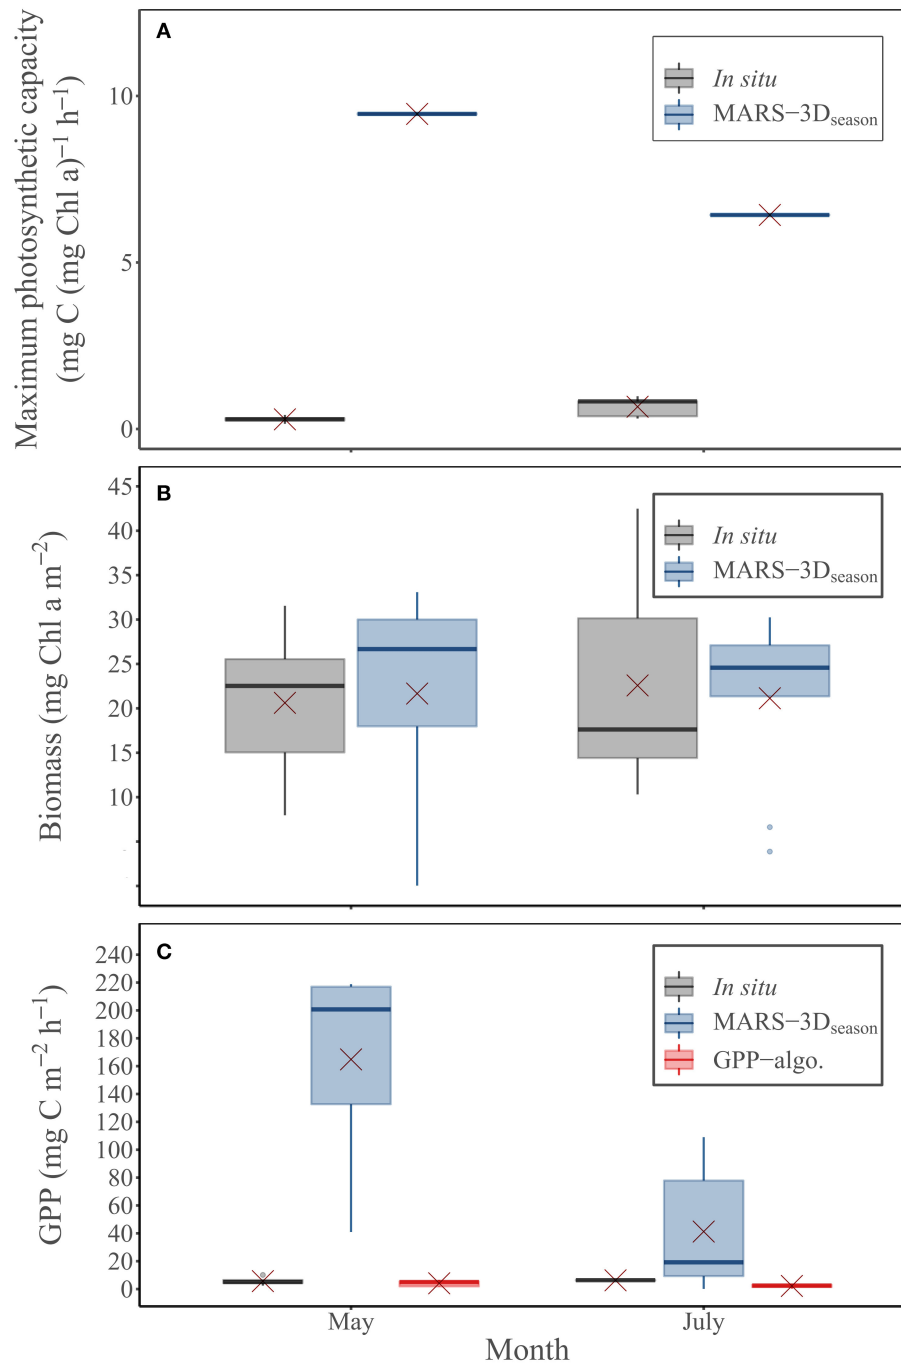 A
Maximum photosynthetic capacity
(mg C (mg Chl a)⁻¹ h⁻¹)
10
5
0
In situ
MARS−3Dseason
B
Biomass (mg Chl a m⁻²)
45
40
35
30
25
20
15
10
In situ
MARS−3Dseason
C
GPP (mg C m⁻² h⁻¹)
240
220
200
180
160
140
120
100
80
60
40
20
0
In situ
MARS−3Dseason
GPP−algo.
May
July
Month